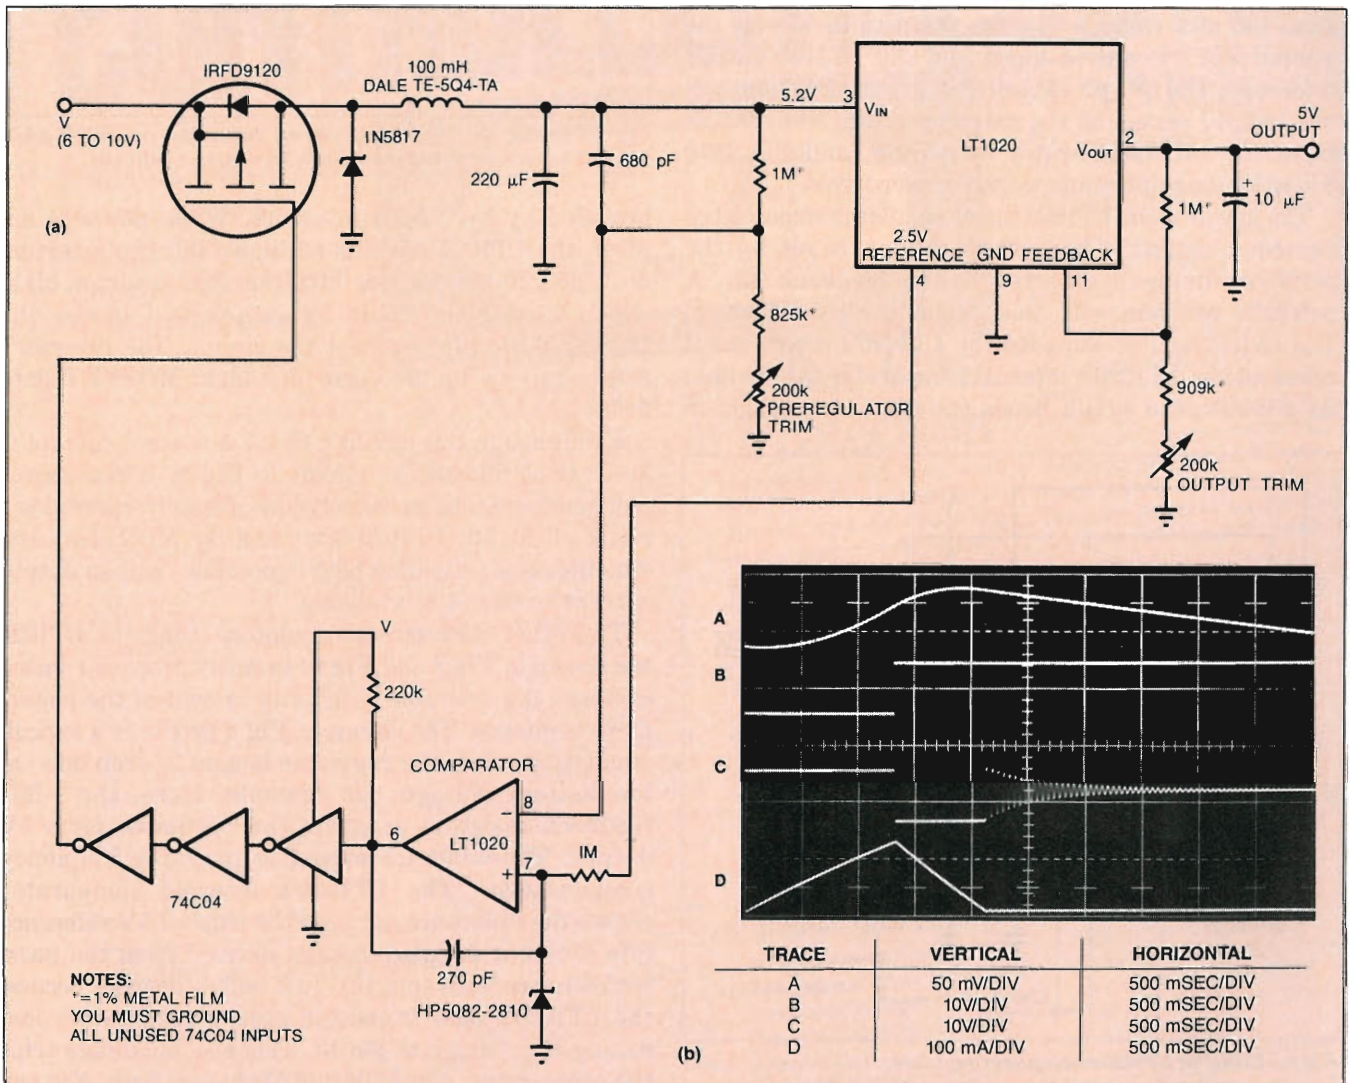 IRFD9120
100 mH
DALE TE-5Q4-TA
V
(6 TO 10V)
IN5817
220 µF
680 pF
5.2V
3
VIN
LT1020
VOUT
2
5V
OUTPUT
1M*
1M*
+
10 µF
(a)
2.5V
REFERENCE
GND
FEEDBACK
4
9
11
825k*
200k
PREREGULATOR
TRIM
909k*
200k
OUTPUT TRIM
V
220k
COMPARATOR
8
−
6
LT1020
7
+
IM
74C04
270 pF
HP5082-2810
NOTES:
*=1% METAL FILM
YOU MUST GROUND
ALL UNUSED 74C04 INPUTS
A
B
C
D
(b)
TRACE VERTICAL HORIZONTAL
A 50 mV/DIV 500 mSEC/DIV
B 10V/DIV 500 mSEC/DIV
C 10V/DIV 500 mSEC/DIV
D 100 mA/DIV 500 mSEC/DIV